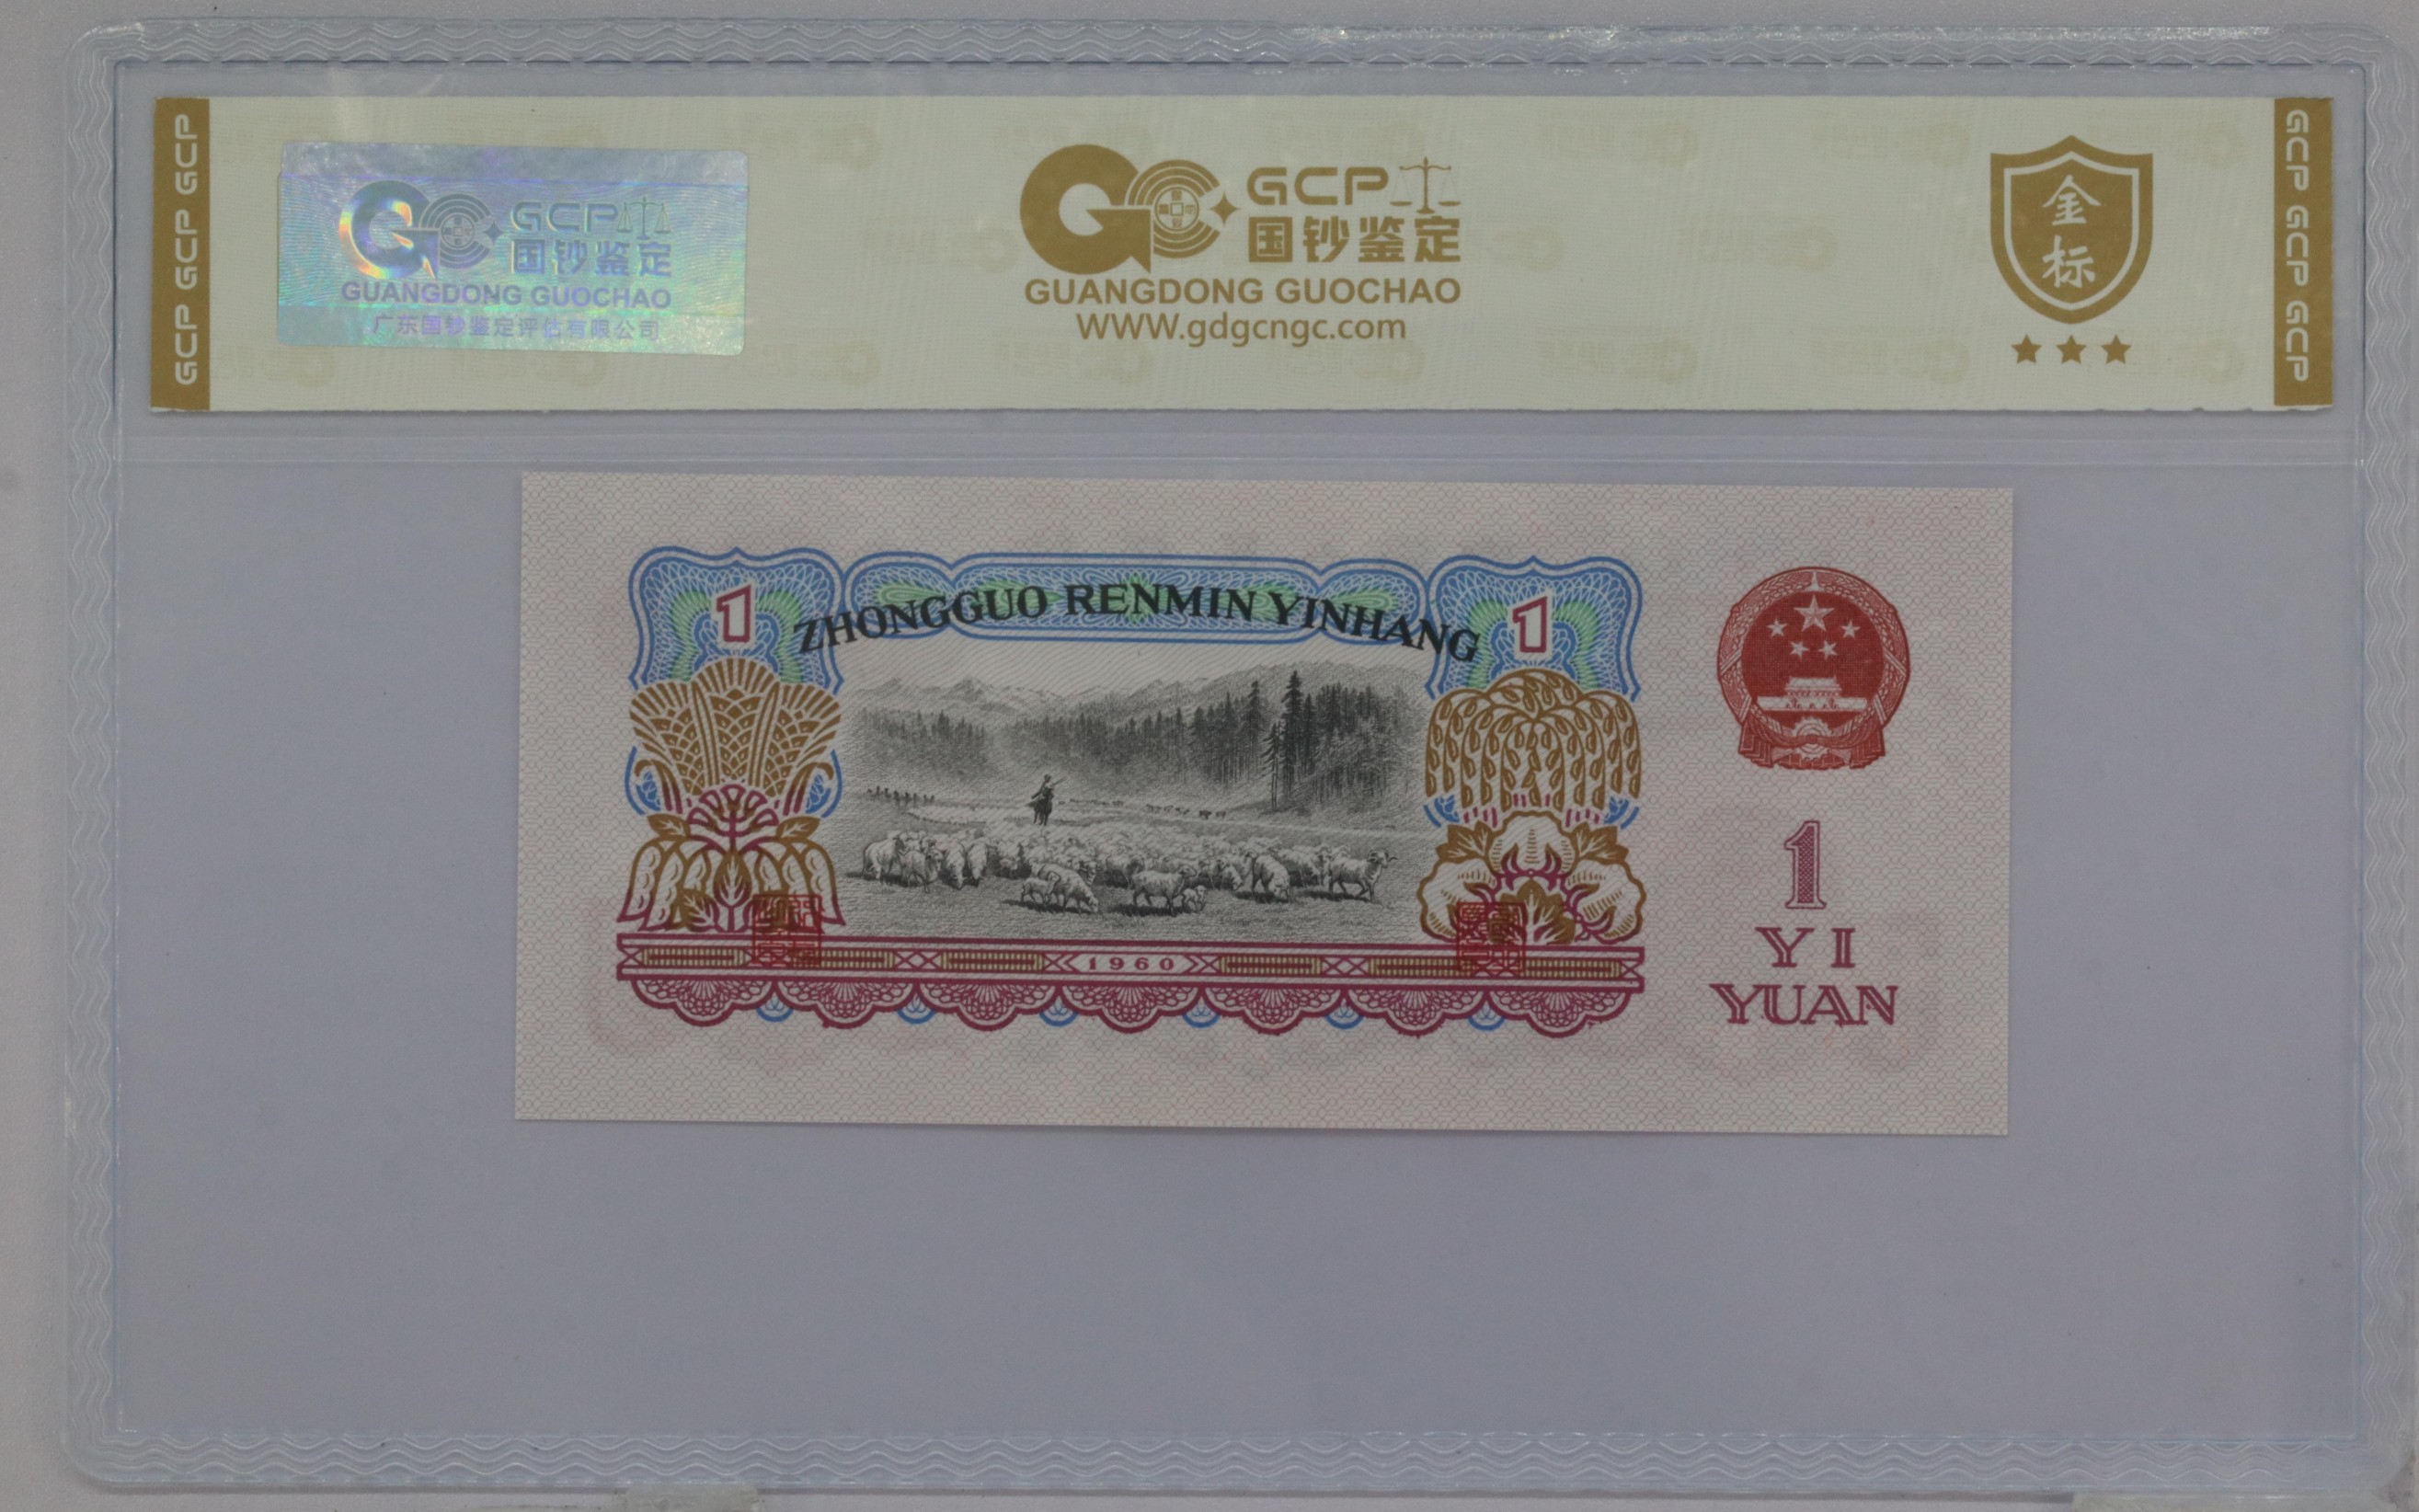 GCP GCP GCP
GCP
国钞鉴定
GUANGDONG GUOCHAO
广东国钞鉴定评估有限公司
GCP
国钞鉴定
GUANGDONG GUOCHAO
WWW.gdgcngc.com
金
标
GCP GCP GCP
1
ZHONGGUO RENMIN YINHANG
1
1960
1
YI
YUAN